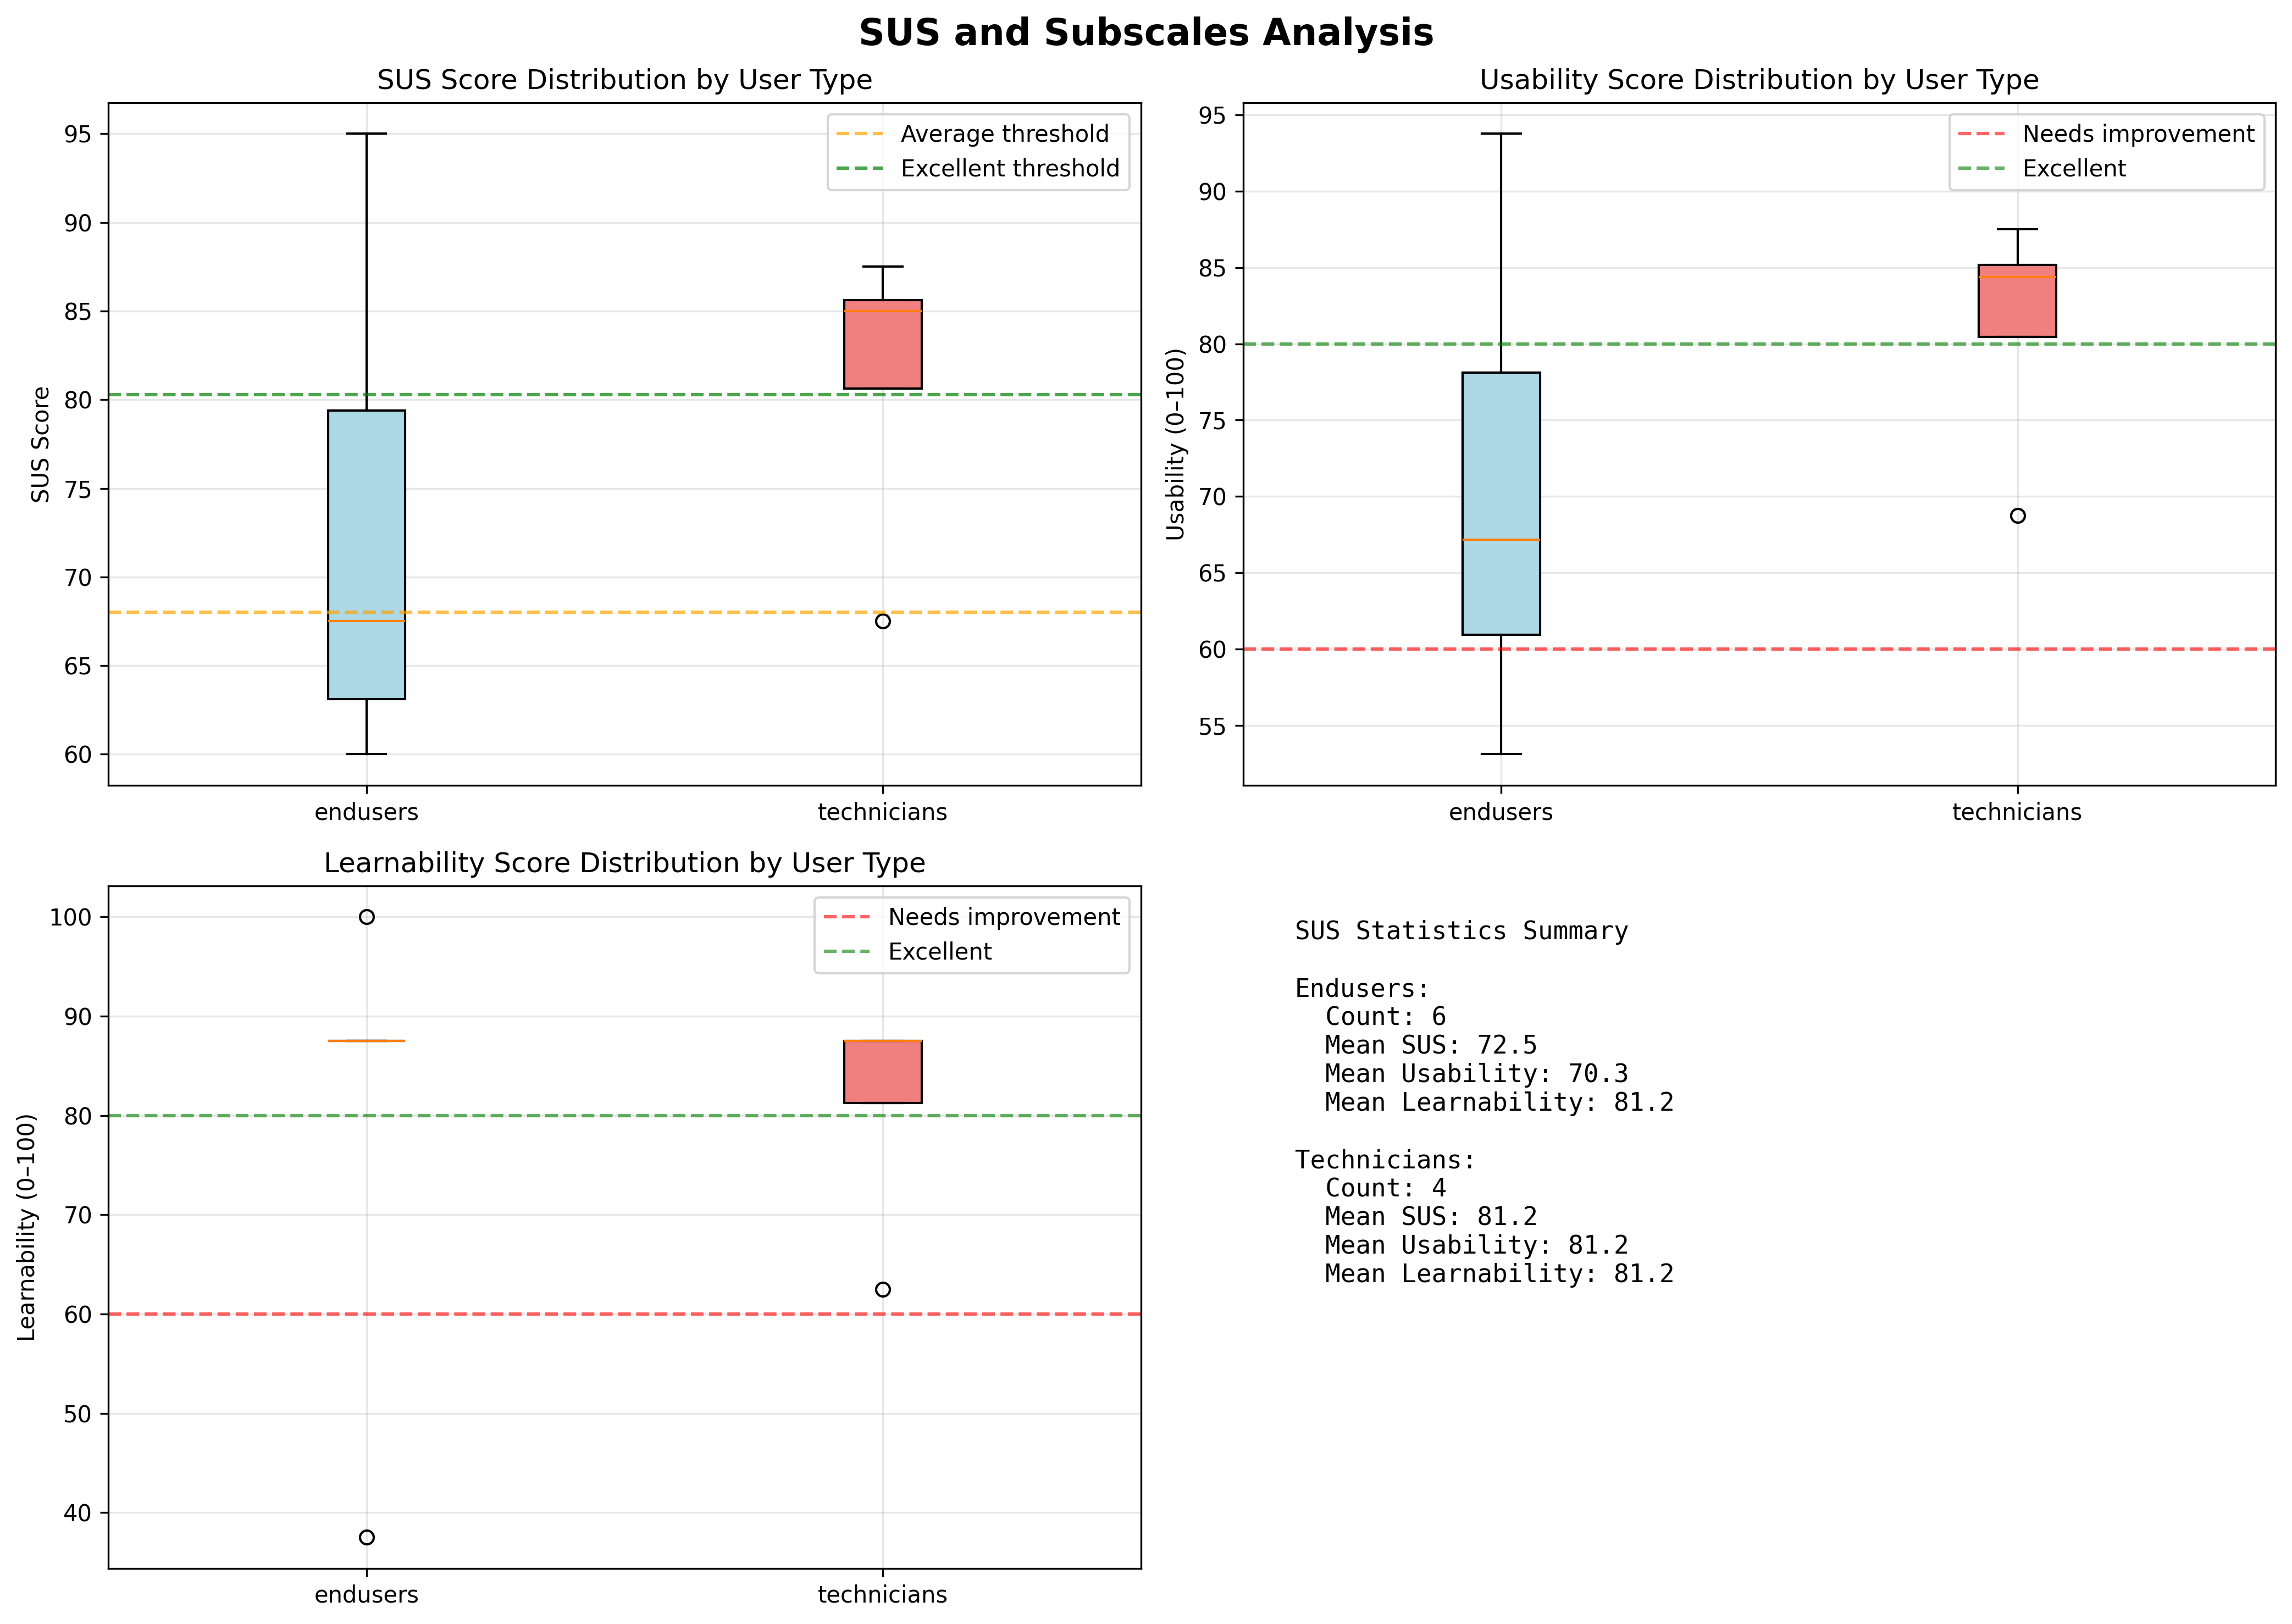 SUS and Subscales Analysis
SUS Score Distribution by User Type
SUS Score
95
90
85
80
75
70
65
60
Average threshold
Excellent threshold
endusers
technicians
Usability Score Distribution by User Type
Usability (0–100)
95
90
85
80
75
70
65
60
55
Needs improvement
Excellent
endusers
technicians
Learnability Score Distribution by User Type
Learnability (0–100)
100
90
80
70
60
50
40
Needs improvement
Excellent
endusers
technicians
SUS Statistics Summary
Endusers:
Count: 6
Mean SUS: 72.5
Mean Usability: 70.3
Mean Learnability: 81.2
Technicians:
Count: 4
Mean SUS: 81.2
Mean Usability: 81.2
Mean Learnability: 81.2